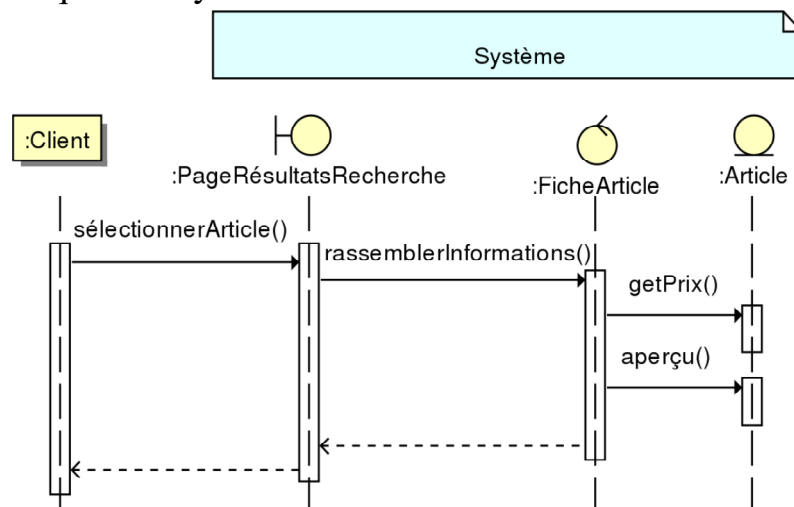 Système
:Client
:PageRésultatsRecherche
:FicheArticle
:Article
sélectionnerArticle()
rassemblerInformations()
getPrix()
aperçu()